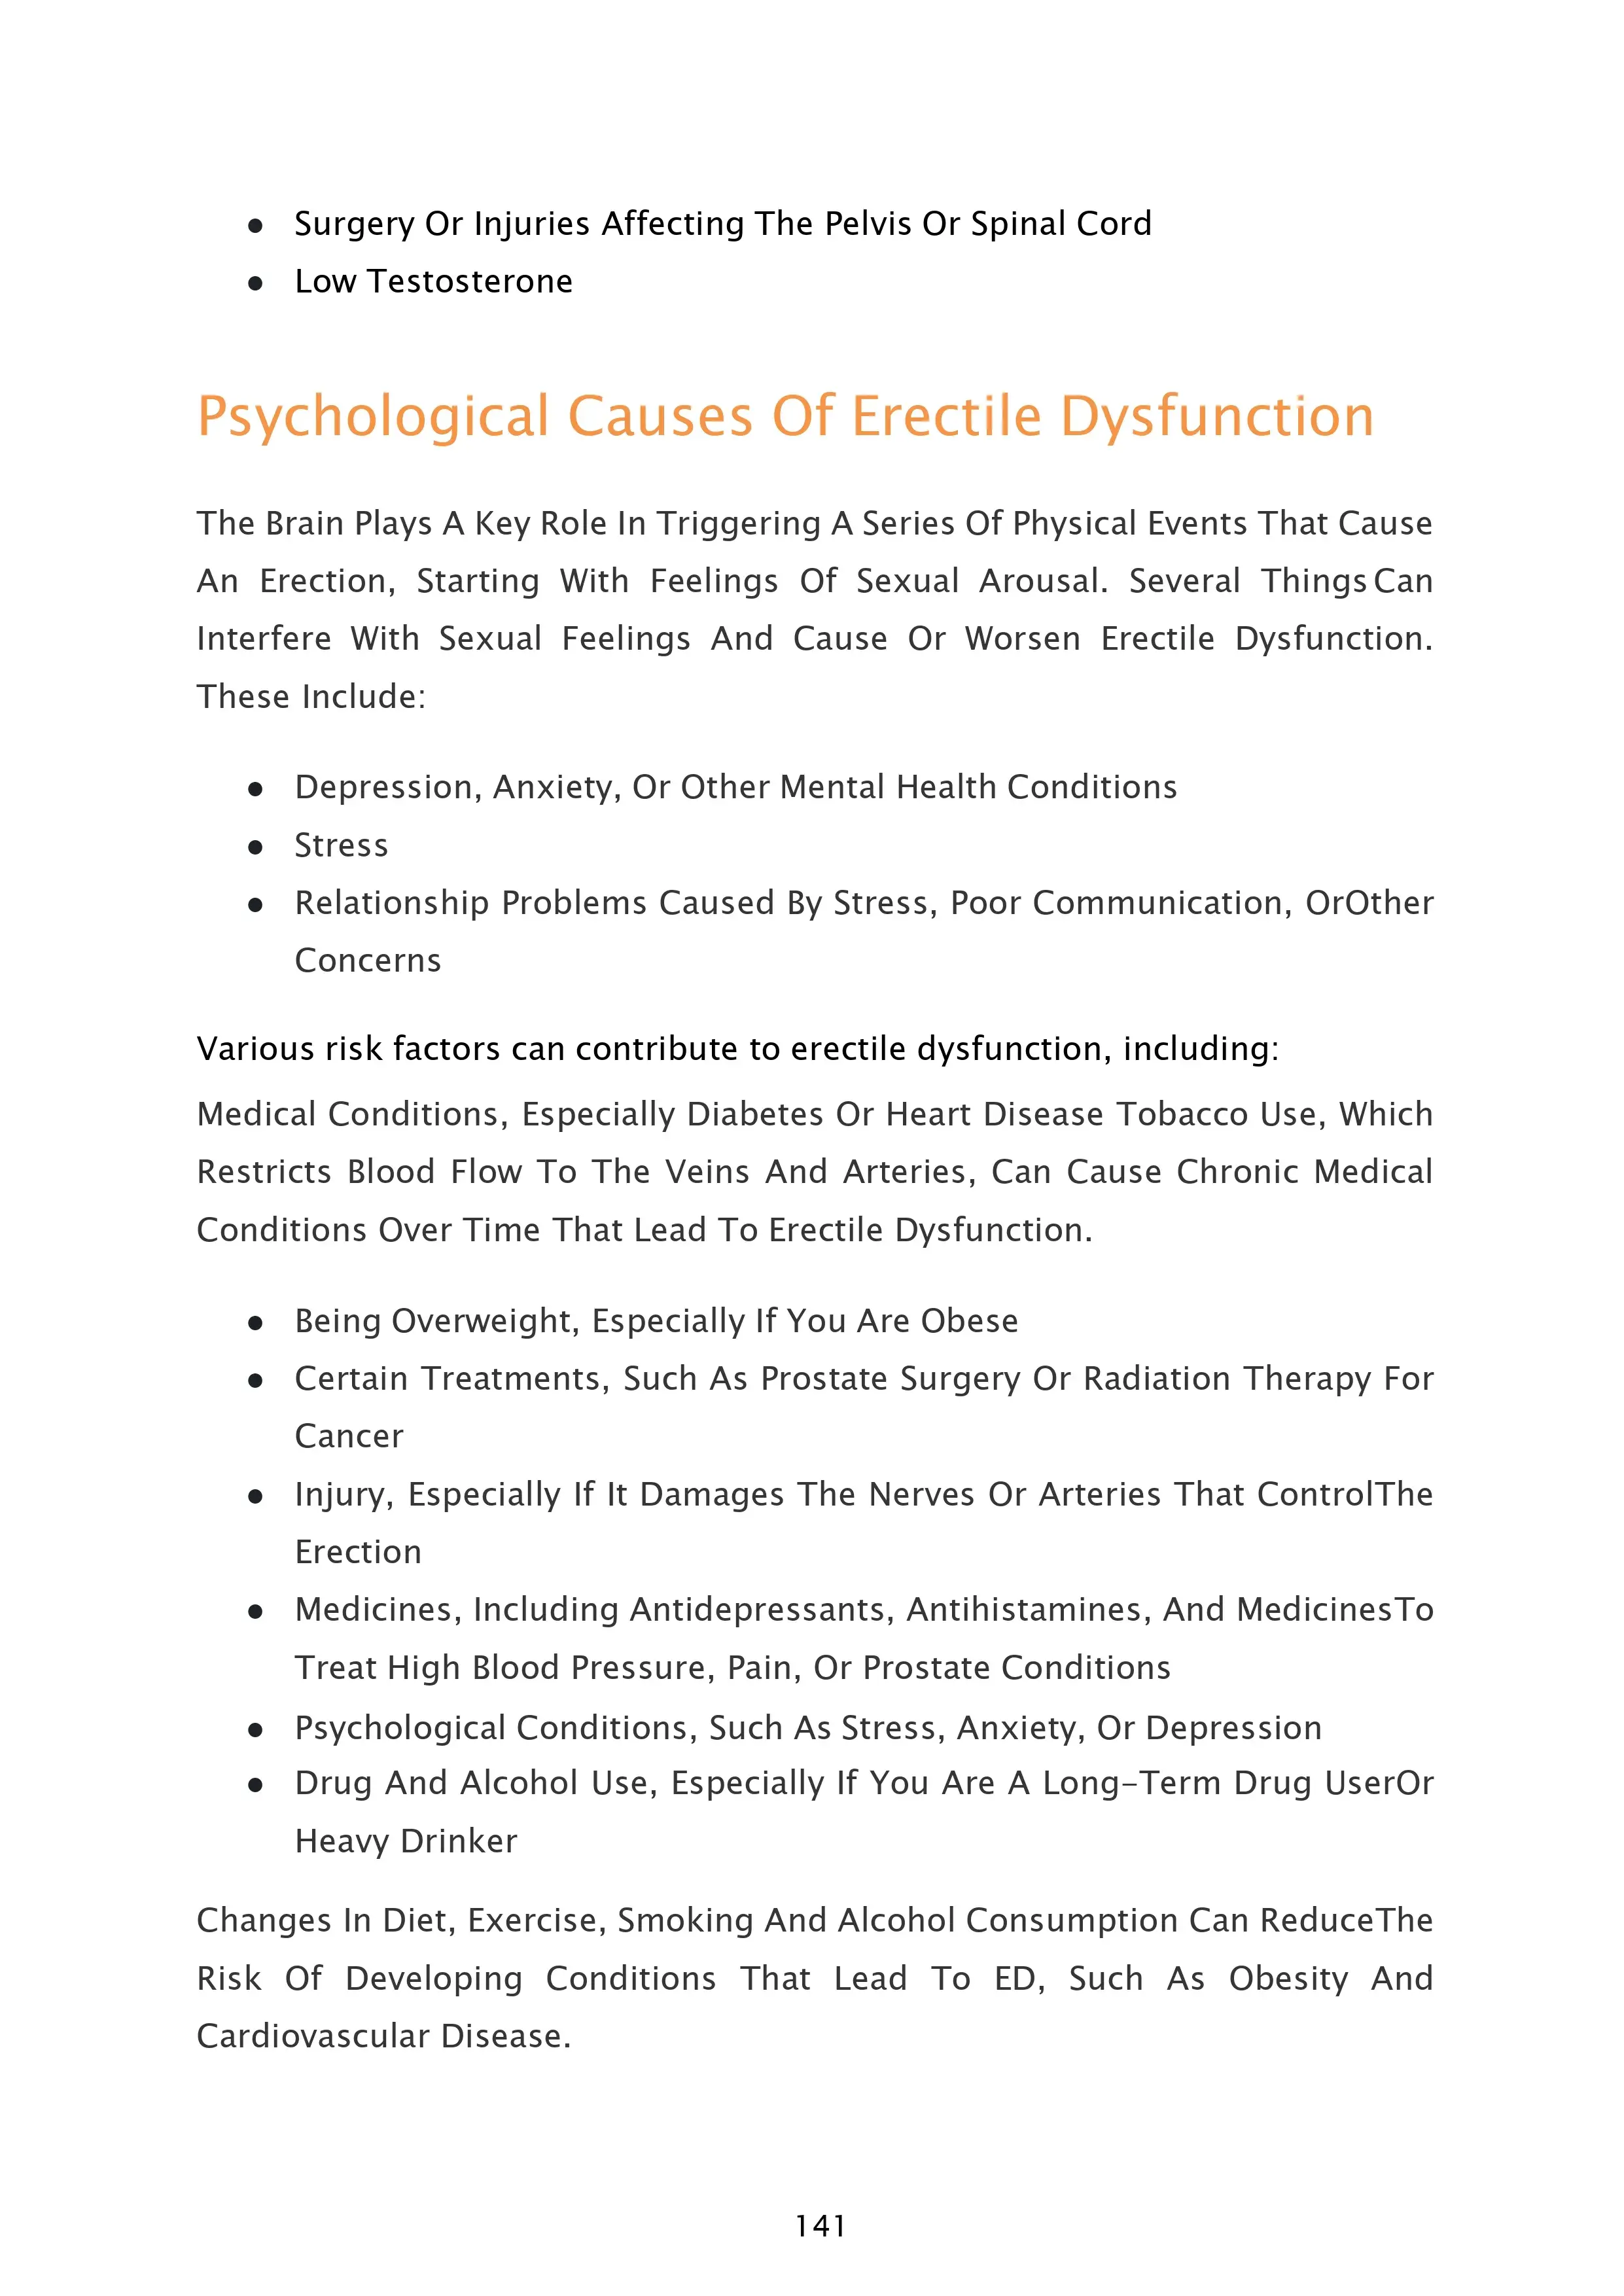 ● Surgery Or Injuries Affecting The Pelvis Or Spinal Cord
● Low Testosterone
Psychological Causes Of Erectile Dysfunction
The Brain Plays A Key Role In Triggering A Series Of Physical Events That Cause
An Erection, Starting With Feelings Of Sexual Arousal. Several Things Can
Interfere With Sexual Feelings And Cause Or Worsen Erectile Dysfunction.
These Include:
● Depression, Anxiety, Or Other Mental Health Conditions
● Stress
● Relationship Problems Caused By Stress, Poor Communication, OrOther
Concerns
Various risk factors can contribute to erectile dysfunction, including:
Medical Conditions, Especially Diabetes Or Heart Disease Tobacco Use, Which
Restricts Blood Flow To The Veins And Arteries, Can Cause Chronic Medical
Conditions Over Time That Lead To Erectile Dysfunction.
● Being Overweight, Especially If You Are Obese
● Certain Treatments, Such As Prostate Surgery Or Radiation Therapy For
Cancer
● Injury, Especially If It Damages The Nerves Or Arteries That ControlThe
Erection
● Medicines, Including Antidepressants, Antihistamines, And MedicinesTo
Treat High Blood Pressure, Pain, Or Prostate Conditions
● Psychological Conditions, Such As Stress, Anxiety, Or Depression
● Drug And Alcohol Use, Especially If You Are A Long-Term Drug UserOr
Heavy Drinker
Changes In Diet, Exercise, Smoking And Alcohol Consumption Can ReduceThe
Risk Of Developing Conditions That Lead To ED, Such As Obesity And
Cardiovascular Disease.
141